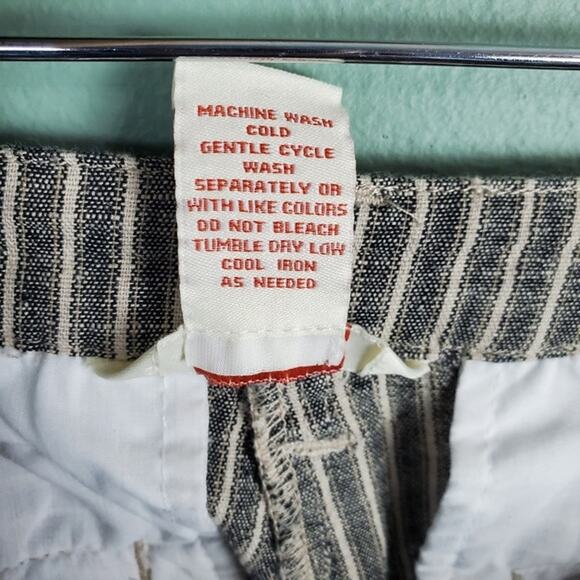 MACHINE WASH
COLD
GENTLE CYCLE
WASH
SEPARATELY OR
WITH LIKE COLORS
DO NOT BLEACH
TUMBLE DRY LOW
COOL IRON
AS NEEDED